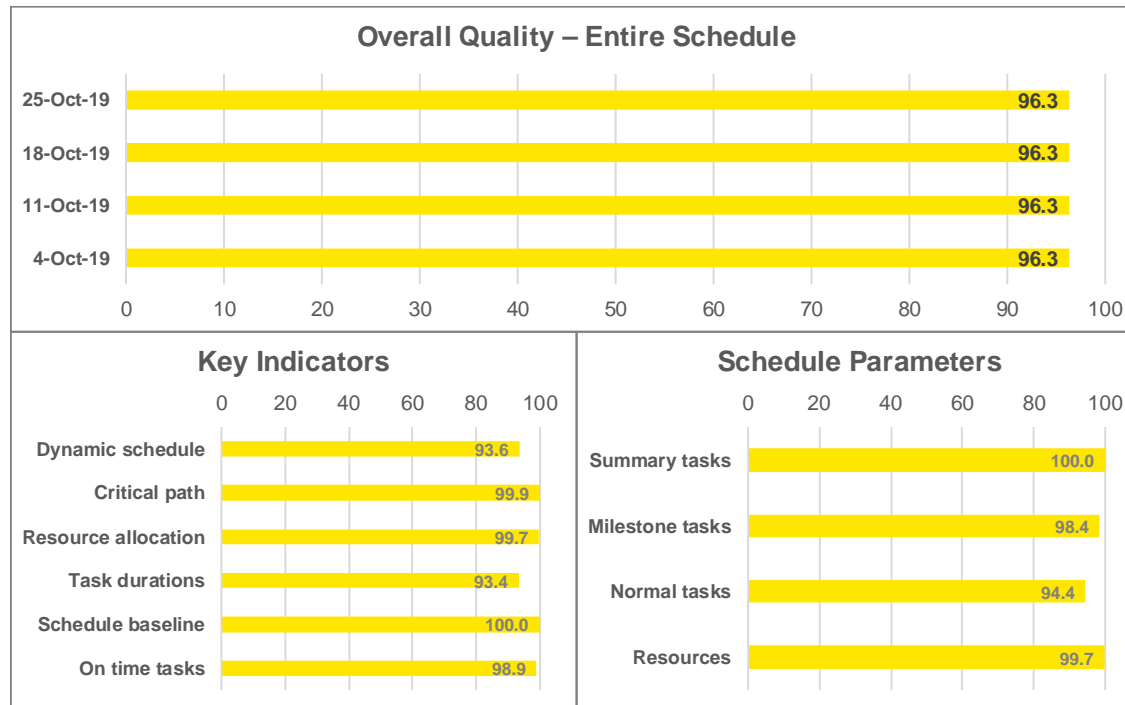 Overall Quality – Entire Schedule
25-Oct-19
96.3
18-Oct-19
96.3
11-Oct-19
96.3
4-Oct-19
96.3
0 10 20 30 40 50 60 70 80 90 100
Key Indicators
0 20 40 60 80 100
Dynamic schedule
93.6
Critical path
99.9
Resource allocation
99.7
Task durations
93.4
Schedule baseline
100.0
On time tasks
98.9
Schedule Parameters
0 20 40 60 80 100
Summary tasks
100.0
Milestone tasks
98.4
Normal tasks
94.4
Resources
99.7